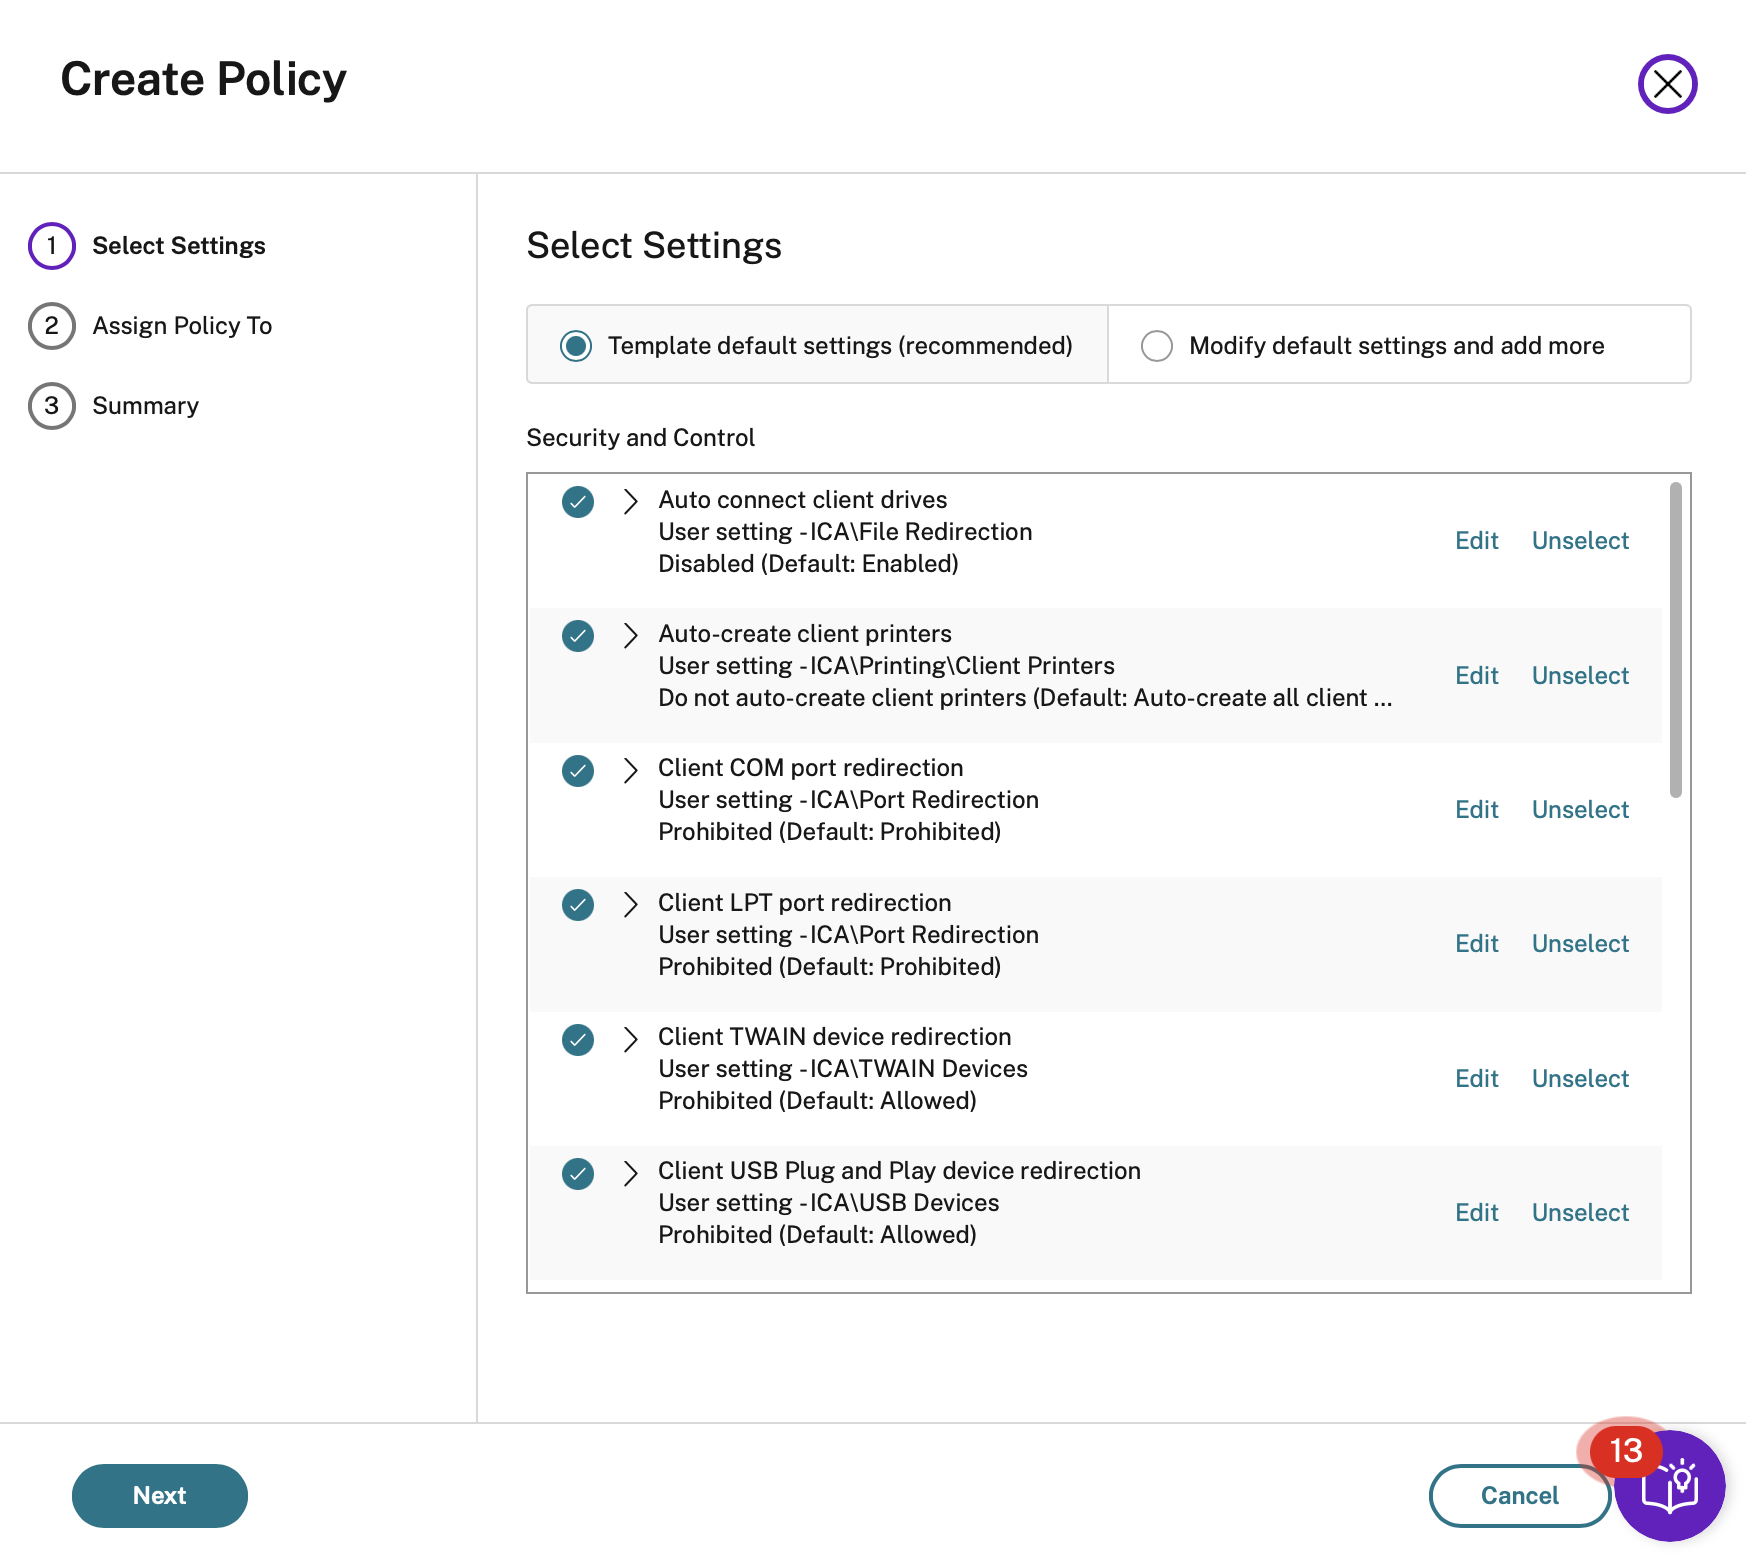 Create Policy
1 Select Settings
2 Assign Policy To
3 Summary
Select Settings
Template default settings (recommended)
Modify default settings and add more
Security and Control
Auto connect client drives
User setting - ICA\File Redirection
Disabled (Default: Enabled)
Edit Unselect
Auto-create client printers
User setting - ICA\Printing\Client Printers
Do not auto-create client printers (Default: Auto-create all client ...
Edit Unselect
Client COM port redirection
User setting - ICA\Port Redirection
Prohibited (Default: Prohibited)
Edit Unselect
Client LPT port redirection
User setting - ICA\Port Redirection
Prohibited (Default: Prohibited)
Edit Unselect
Client TWAIN device redirection
User setting - ICA\TWAIN Devices
Prohibited (Default: Allowed)
Edit Unselect
Client USB Plug and Play device redirection
User setting - ICA\USB Devices
Prohibited (Default: Allowed)
Edit Unselect
Next
Cancel
13